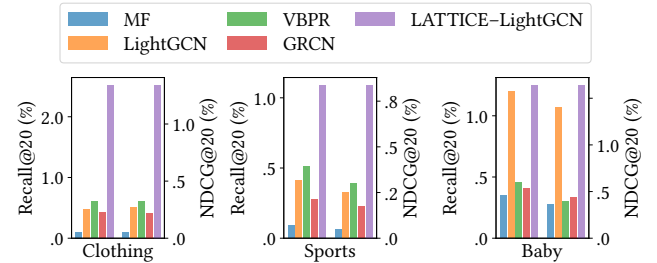 MF
VBPR
LATTICE–LightGCN
LightGCN
GRCN
Recall@20 (%)
2.0
1.0
.0
1.0
.5
.0
NDCG@20 (%)
Clothing
Recall@20 (%)
1.0
.5
.0
.8
.5
.2
.0
NDCG@20 (%)
Sports
Recall@20 (%)
1.0
.5
.0
1.0
.5
.0
NDCG@20 (%)
Baby